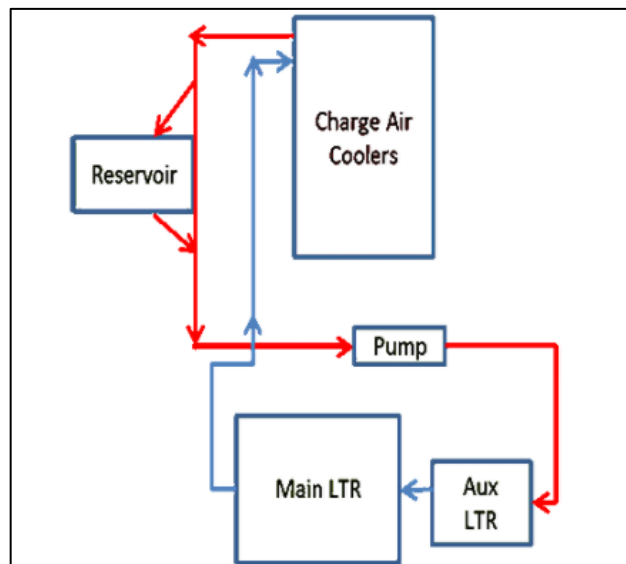 Charge Air
Coolers
Reservoir
Pump
Main LTR
Aux
LTR